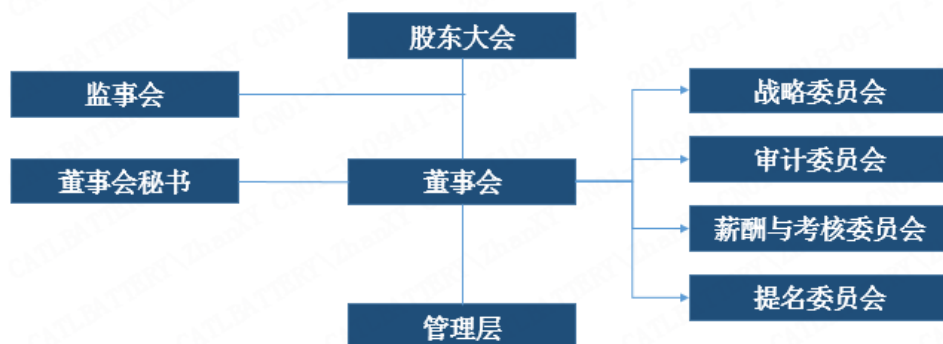 股东大会
监事会
战略委员会
审计委员会
董事会秘书
董事会
薪酬与考核委员会
提名委员会
管理层